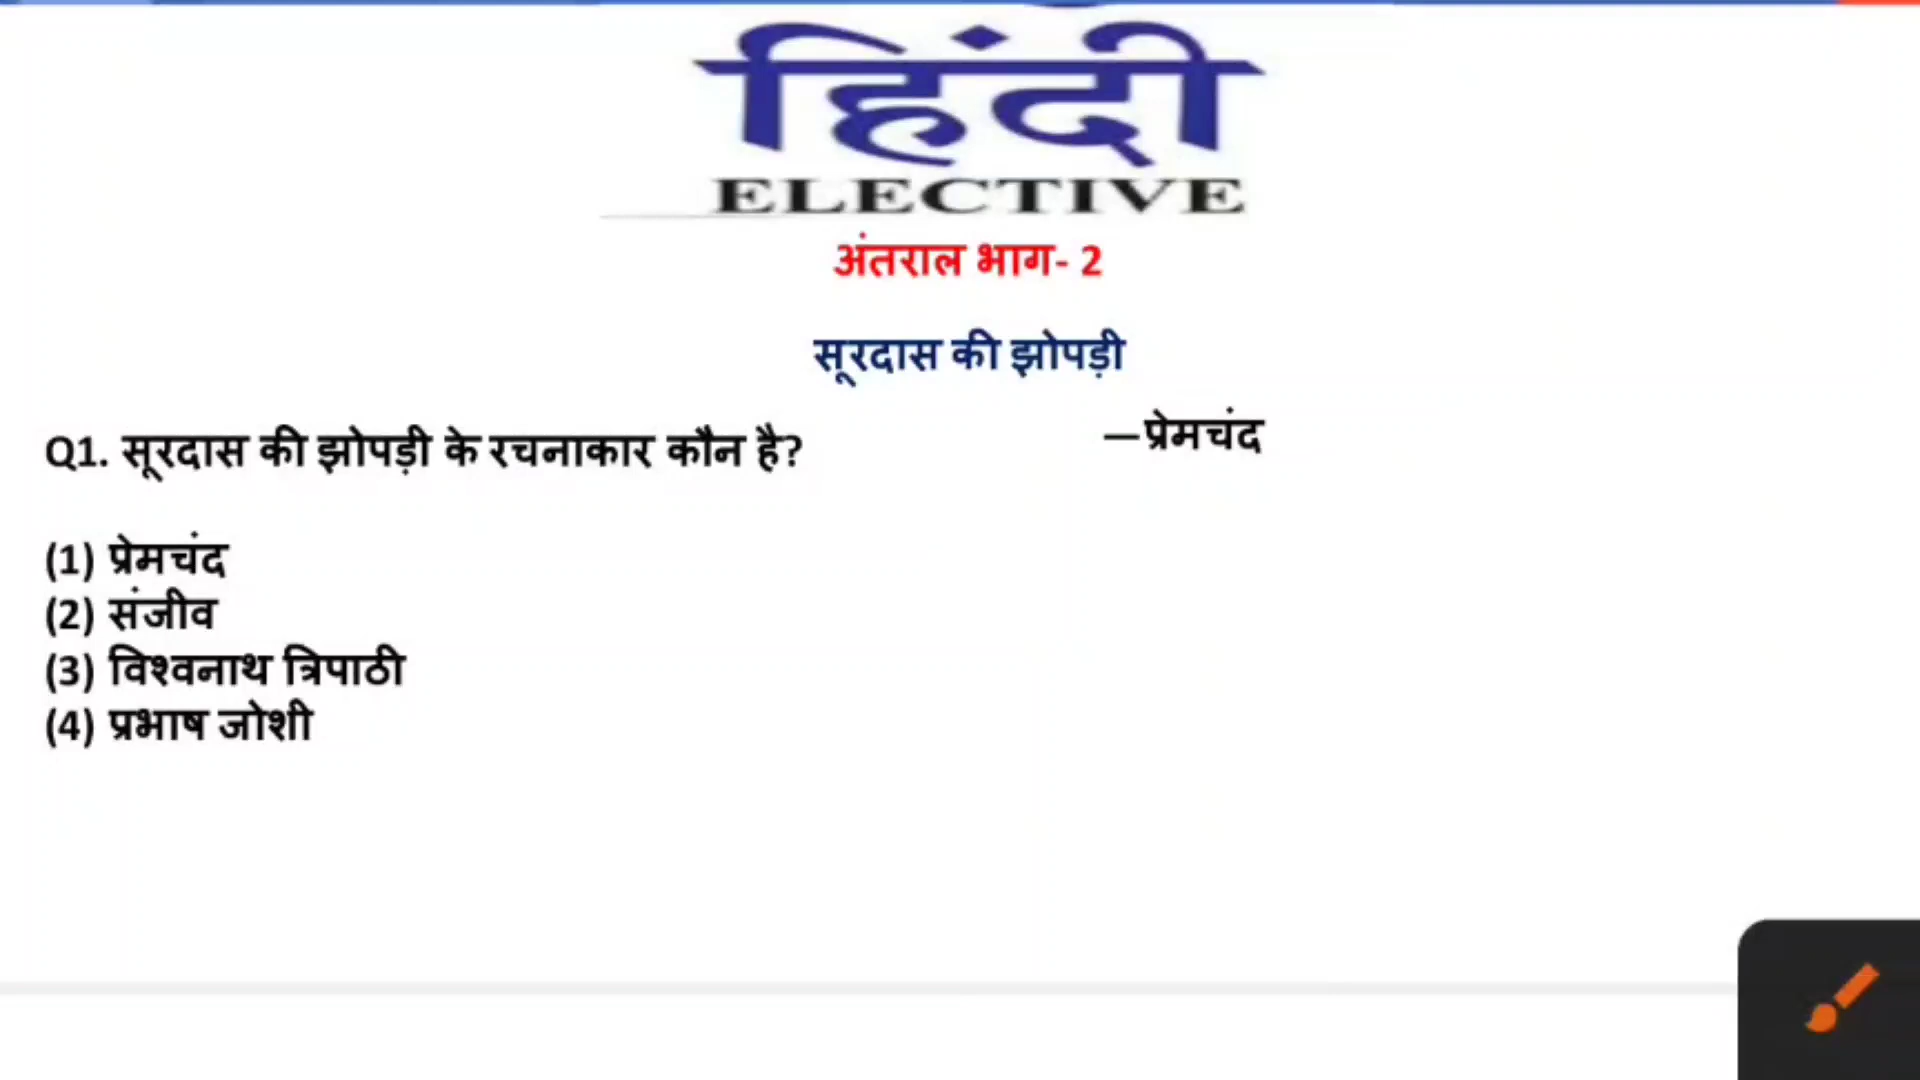 हिंदी
ELECTIVE
अंतराल भाग- 2
सूरदास की झोपड़ी
—प्रेमचंद
Q1. सूरदास की झोपड़ी के रचनाकार कौन है?
(1) प्रेमचंद
(2) संजीव
(3) विश्वनाथ त्रिपाठी
(4) प्रभाष जोशी